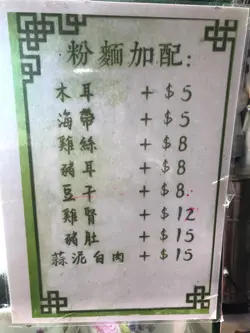 粉麵加配:
木耳 + $5
海帶 + $5
雞絲 + $8
豬耳 + $8
豆干 + $8.
雞腎 + $12
豬肚 + $15
蒜泥白肉 + $15